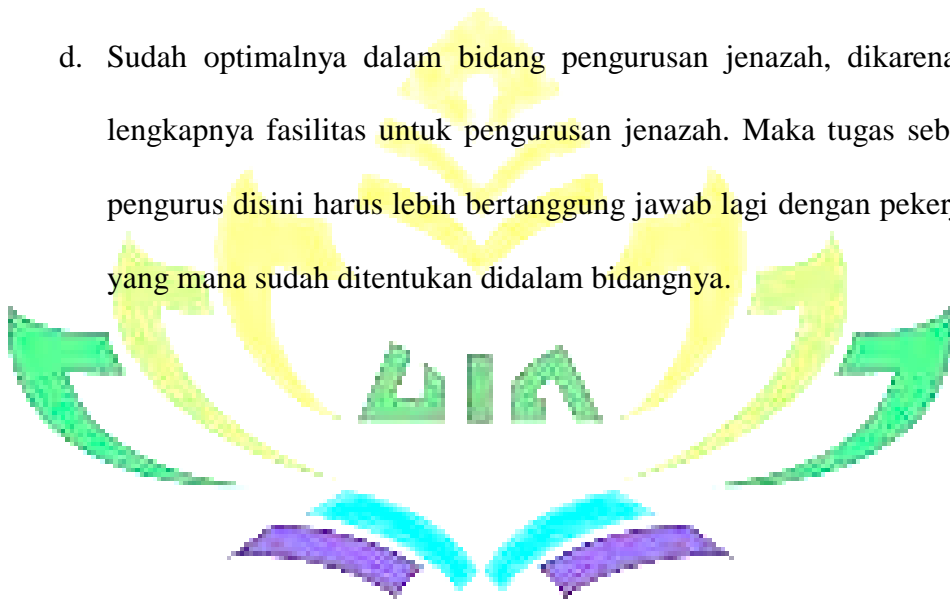 d. Sudah optimalnya dalam bidang pengurusan jenazah, dikarena
lengkapnya fasilitas untuk pengurusan jenazah. Maka tugas seb
pengurus disini harus lebih bertanggung jawab lagi dengan peker
yang mana sudah ditentukan didalam bidangnya.